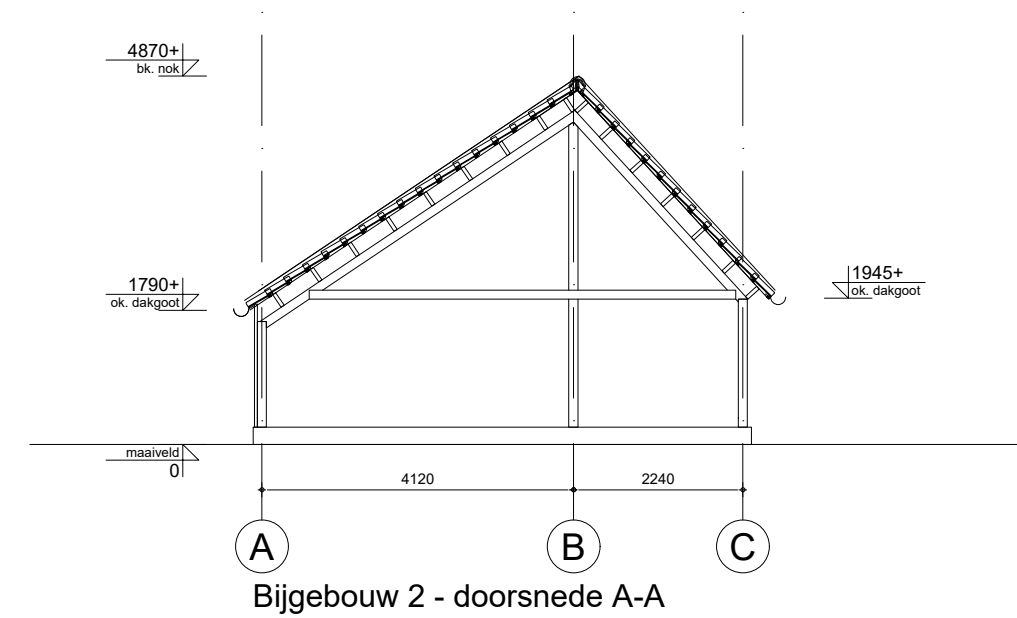 4870+
bk. nok
1790+
ok. dakgoot
1945+
ok. dakgoot
maaiveld
0
4120
2240
A
B
C
Bijgebouw 2 - doorsnede A-A